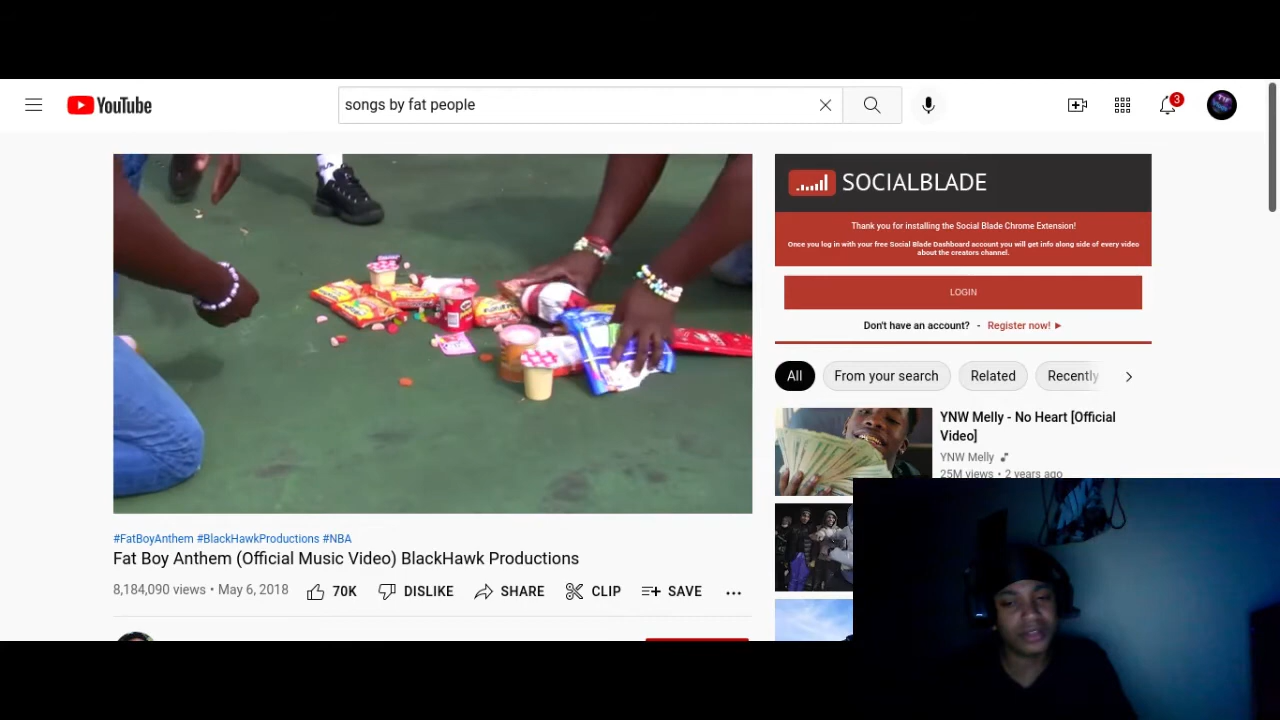 YouTube
songs by fat people
3
SOCIALBLADE
Thank you for installing the Social Blade Chrome Extension!
Once you log in with your free Social Blade Dashboard account you will get info along side of every video
about the creators channel.
LOGIN
Don't have an account? - Register now!
All
From your search
Related
Recently
YNW Melly - No Heart [Official
Video]
YNW Melly
25M views • 2 years ago
#FatBoyAnthem #BlackHawkProductions #NBA
Fat Boy Anthem (Official Music Video) BlackHawk Productions
8,184,090 views • May 6, 2018
70K
DISLIKE
SHARE
CLIP
SAVE